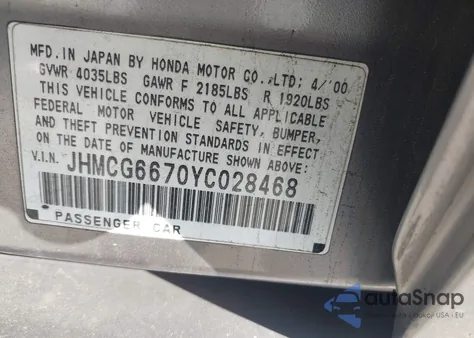 MFD. IN JAPAN BY HONDA MOTOR CO., LTD; 4/'00
GVWR 4035LBS GAWR F 2185LBS R 1920LBS
THIS VEHICLE CONFORMS TO ALL APPLICABLE
FEDERAL MOTOR VEHICLE SAFETY, BUMPER,
AND THEFT PREVENTION STANDARDS IN EFFECT
ON THE DATE OF MANUFACTURE SHOWN ABOVE.
V.I.N. JHMCG6670YC028468
PASSENGER CAR
autoSnap
USA - EU